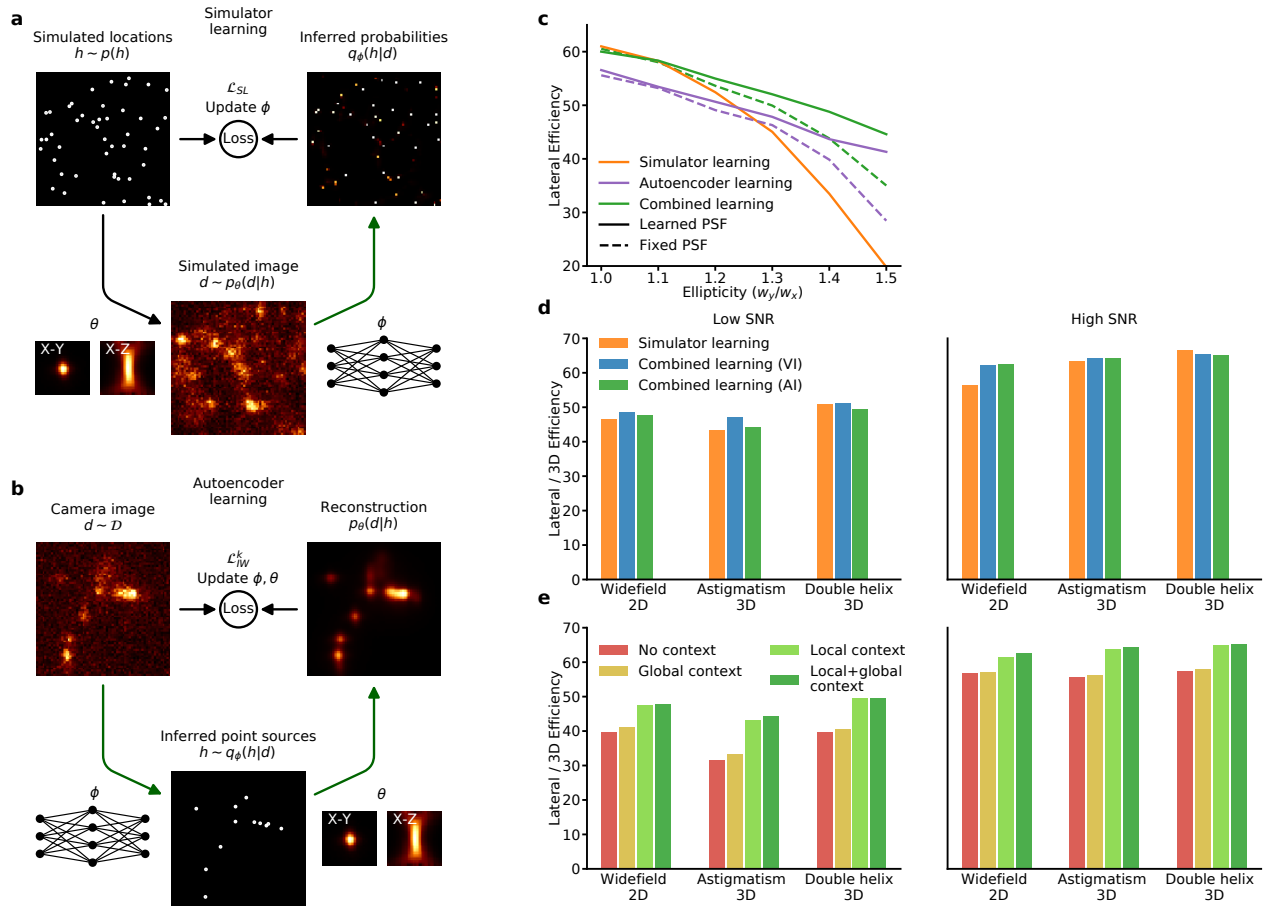 a
Simulator
learning
Simulated locations
h ~ p(h)
Inferred probabilities
qϕ(h|d)
ℒSL
Update ϕ
Loss
Simulated image
d ~ pθ(d|h)
θ
X-Y
X-Z
ϕ
b
Autoencoder
learning
Camera image
d ~ 𝒟
Reconstruction
pθ(d|h)
ℒkIW
Update ϕ, θ
Loss
Inferred point sources
h ~ qϕ(h|d)
ϕ
θ
X-Y
X-Z
c
Lateral Efficiency
60
50
40
30
20
Simulator learning
Autoencoder learning
Combined learning
Learned PSF
Fixed PSF
1.0 1.1 1.2 1.3 1.4 1.5
Ellipticity (wy/wx)
d
Low SNR
High SNR
Lateral / 3D Efficiency
70
60
50
40
30
20
10
0
Simulator learning
Combined learning (VI)
Combined learning (AI)
Widefield
2D
Astigmatism
3D
Double helix
3D
Widefield
2D
Astigmatism
3D
Double helix
3D
e
Lateral / 3D Efficiency
70
60
50
40
30
20
10
0
No context
Global context
Local context
Local+global
context
Widefield
2D
Astigmatism
3D
Double helix
3D
Widefield
2D
Astigmatism
3D
Double helix
3D